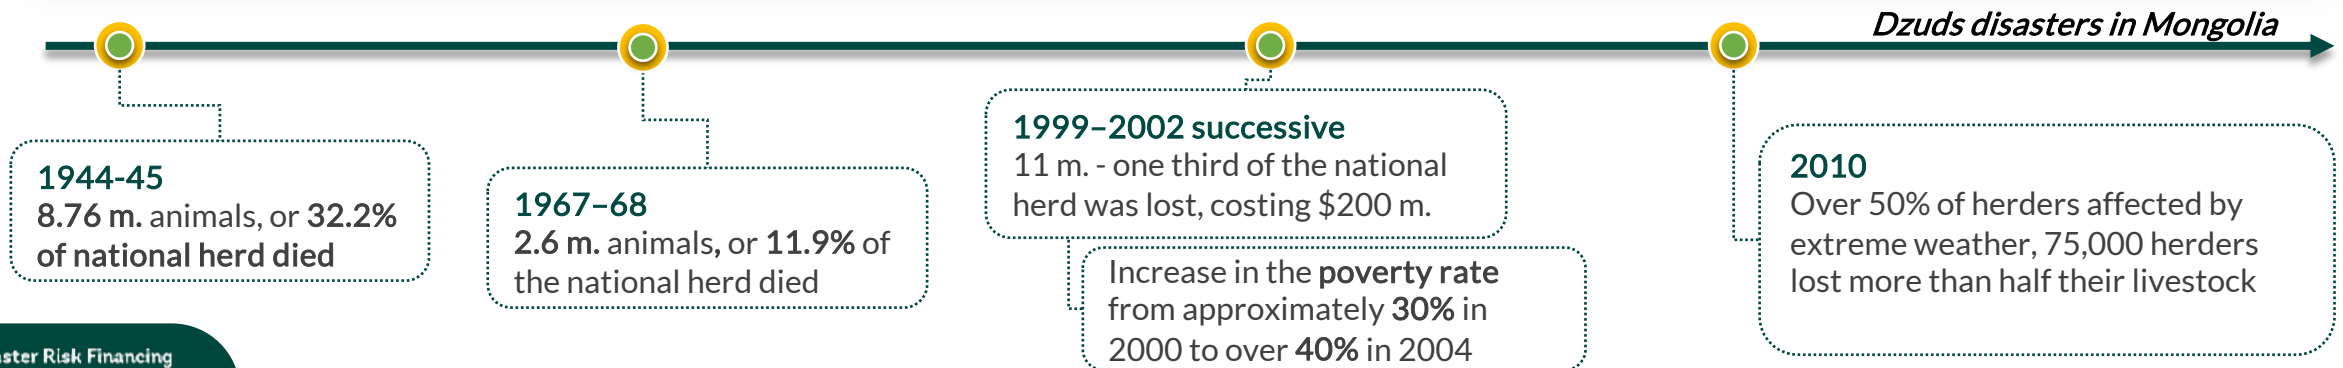 Dzuds disasters in Mongolia
1944-45
8.76 m. animals, or 32.2%
of national herd died
1967–68
2.6 m. animals, or 11.9% of
the national herd died
1999–2002 successive
11 m. - one third of the national
herd was lost, costing $200 m.
Increase in the poverty rate
from approximately 30% in
2000 to over 40% in 2004
2010
Over 50% of herders affected by
extreme weather, 75,000 herders
lost more than half their livestock
Risk Financing